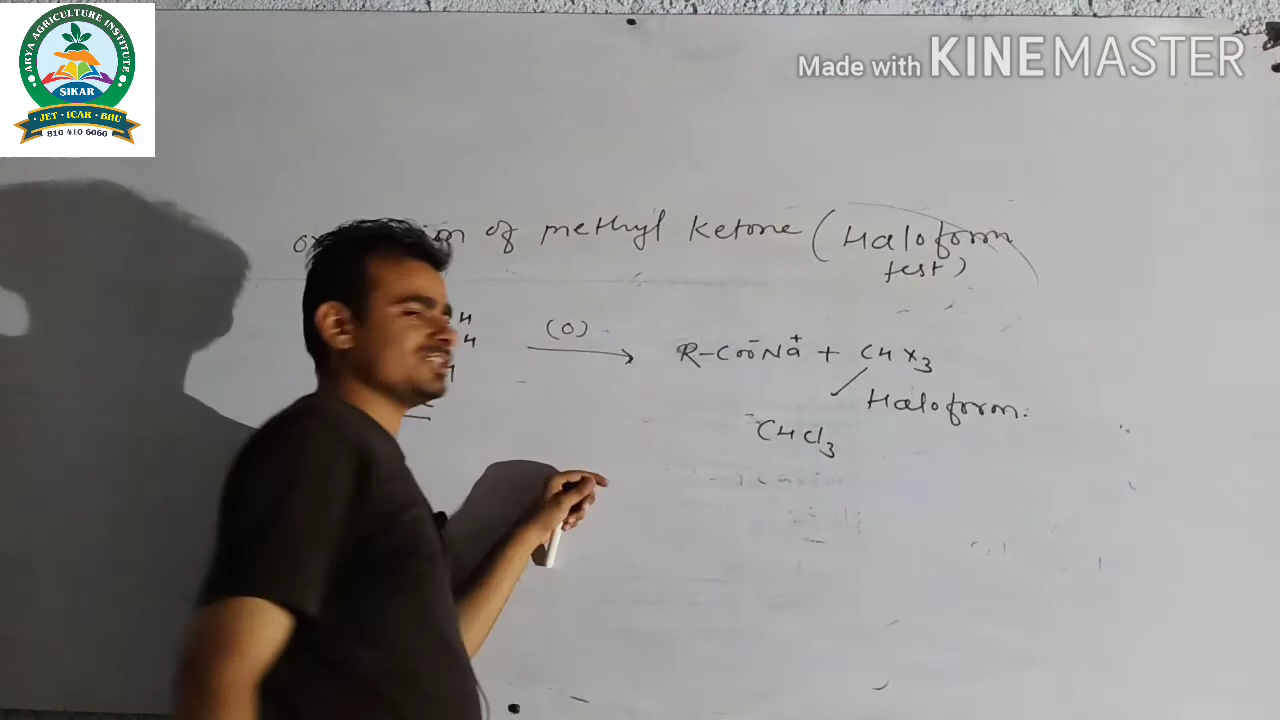 ARYA AGRICULTURE INSTITUTE
SIKAR
· JET · ICAR · BHU ·
810 410 6060
Made with KINEMASTER
of methyl ketone ( Haloform
test )
H
(O)
H
R-COO⁻Na⁺ + CHX₃
Haloform.
CHCl₃